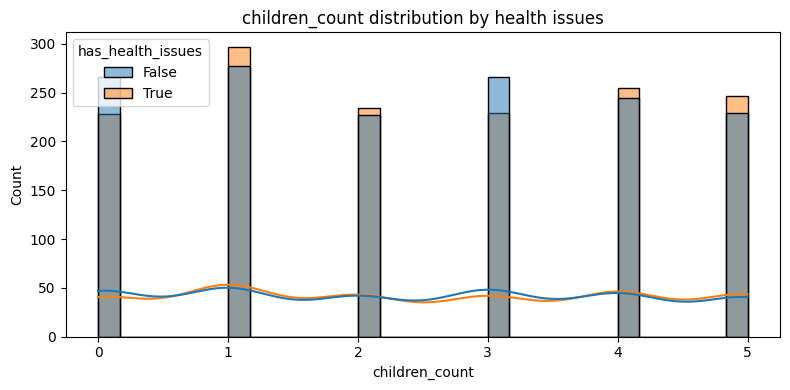 children_count distribution by health issues
has_health_issues
False
True
Count
300
250
200
150
100
50
0
0 1 2 3 4 5
children_count